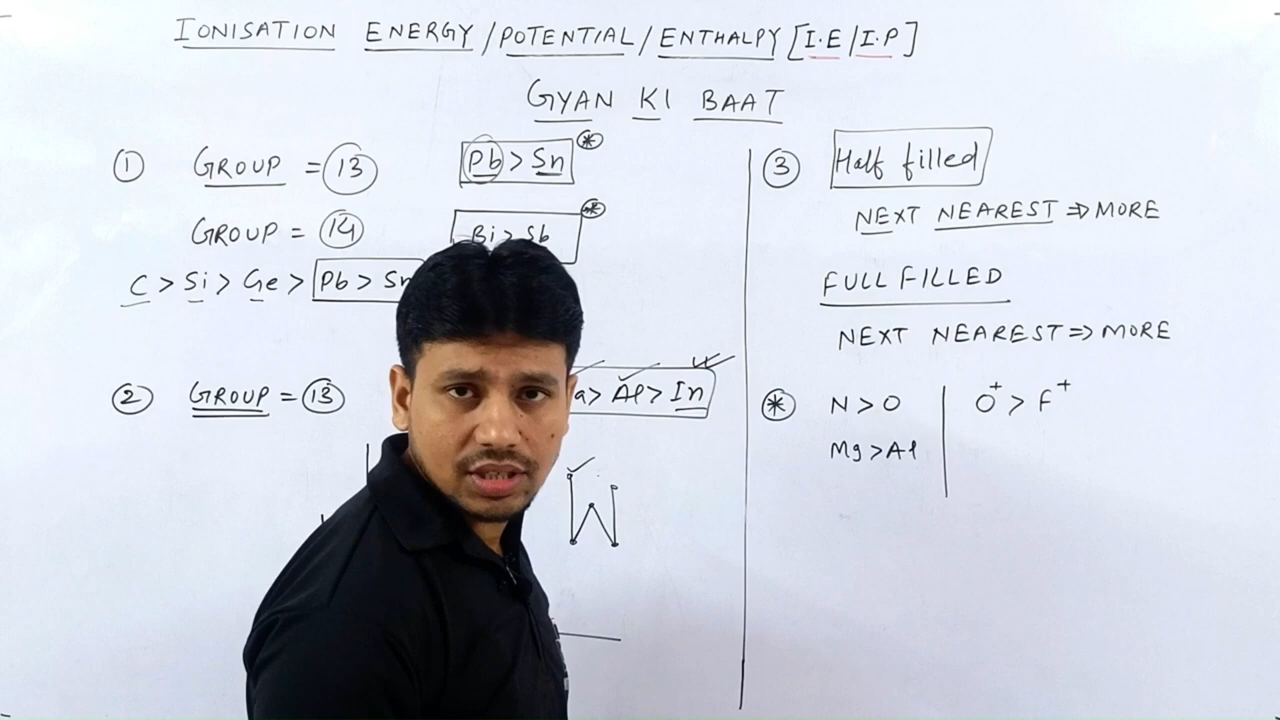 IONISATION ENERGY/POTENTIAL/ENTHALPY [I.E/I.P]
GYAN KI BAAT
① GROUP = 13 Pb > Sn *
GROUP = 14 Bi > Sb *
C > Si > Ge > Pb > Sn
② GROUP = 13 a > Al > In
③ Half filled
NEXT NEAREST ⇒ MORE
FULL FILLED
NEXT NEAREST ⇒ MORE
* N > O O⁺ > F⁺
Mg > Al